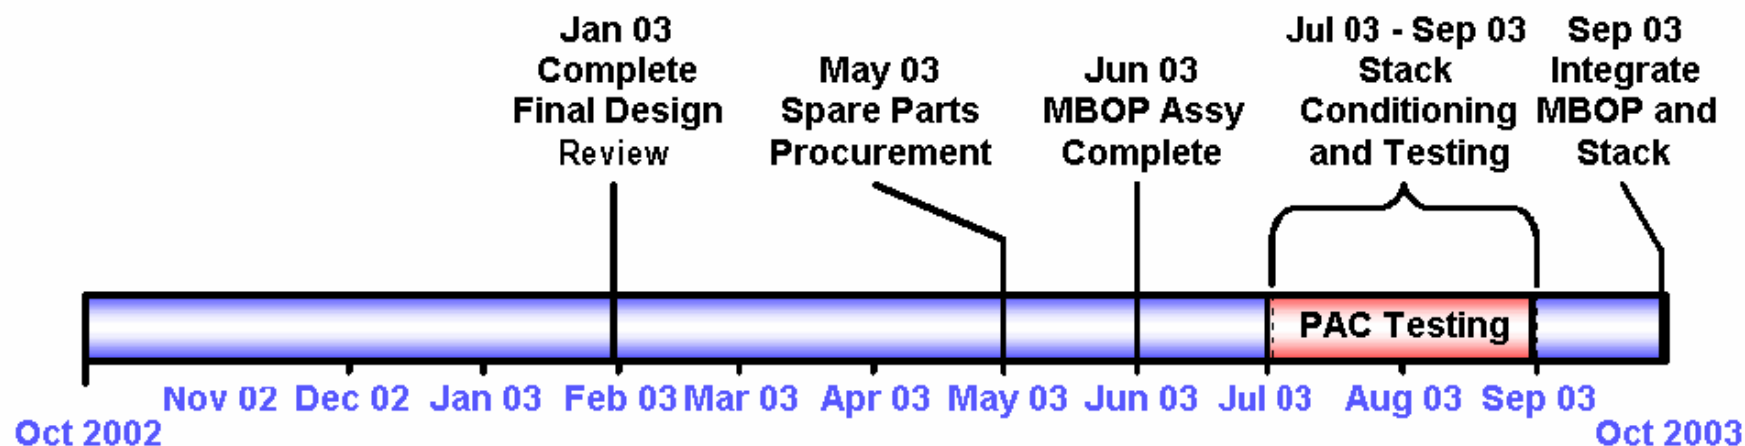 Jan 03
Complete
Final Design
Review
May 03
Spare Parts
Procurement
Jun 03
MBOP Assy
Complete
Jul 03 - Sep 03
Stack
Conditioning
and Testing
Sep 03
Integrate
MBOP and
Stack
PAC Testing
Nov 02 Dec 02 Jan 03 Feb 03 Mar 03 Apr 03 May 03 Jun 03 Jul 03 Aug 03 Sep 03
Oct 2002 Oct 2003